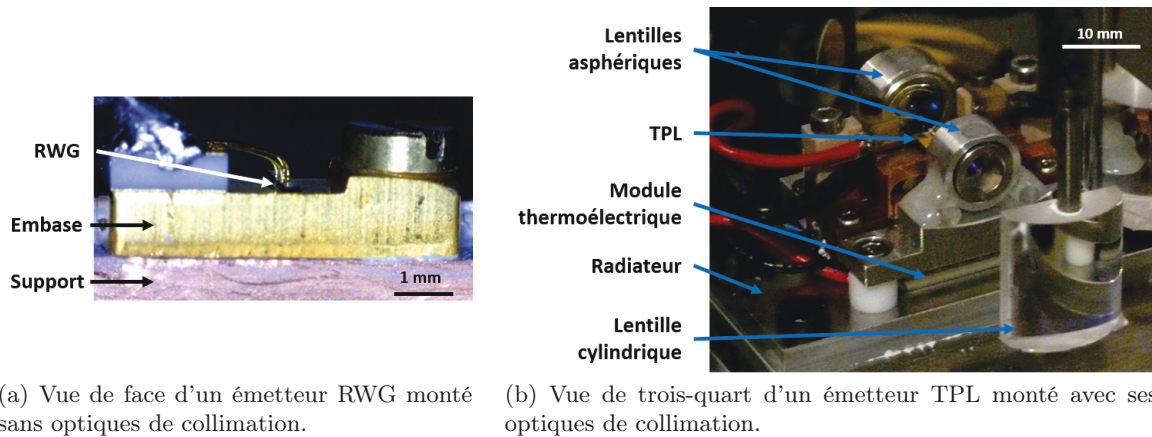 RWG
Embase
Support
1 mm
Lentilles
asphériques
TPL
Module
thermoélectrique
Radiateur
Lentille
cylindrique
10 mm
(a) Vue de face d'un émetteur RWG monté
sans optiques de collimation.
(b) Vue de trois-quart d'un émetteur TPL monté avec ses
optiques de collimation.